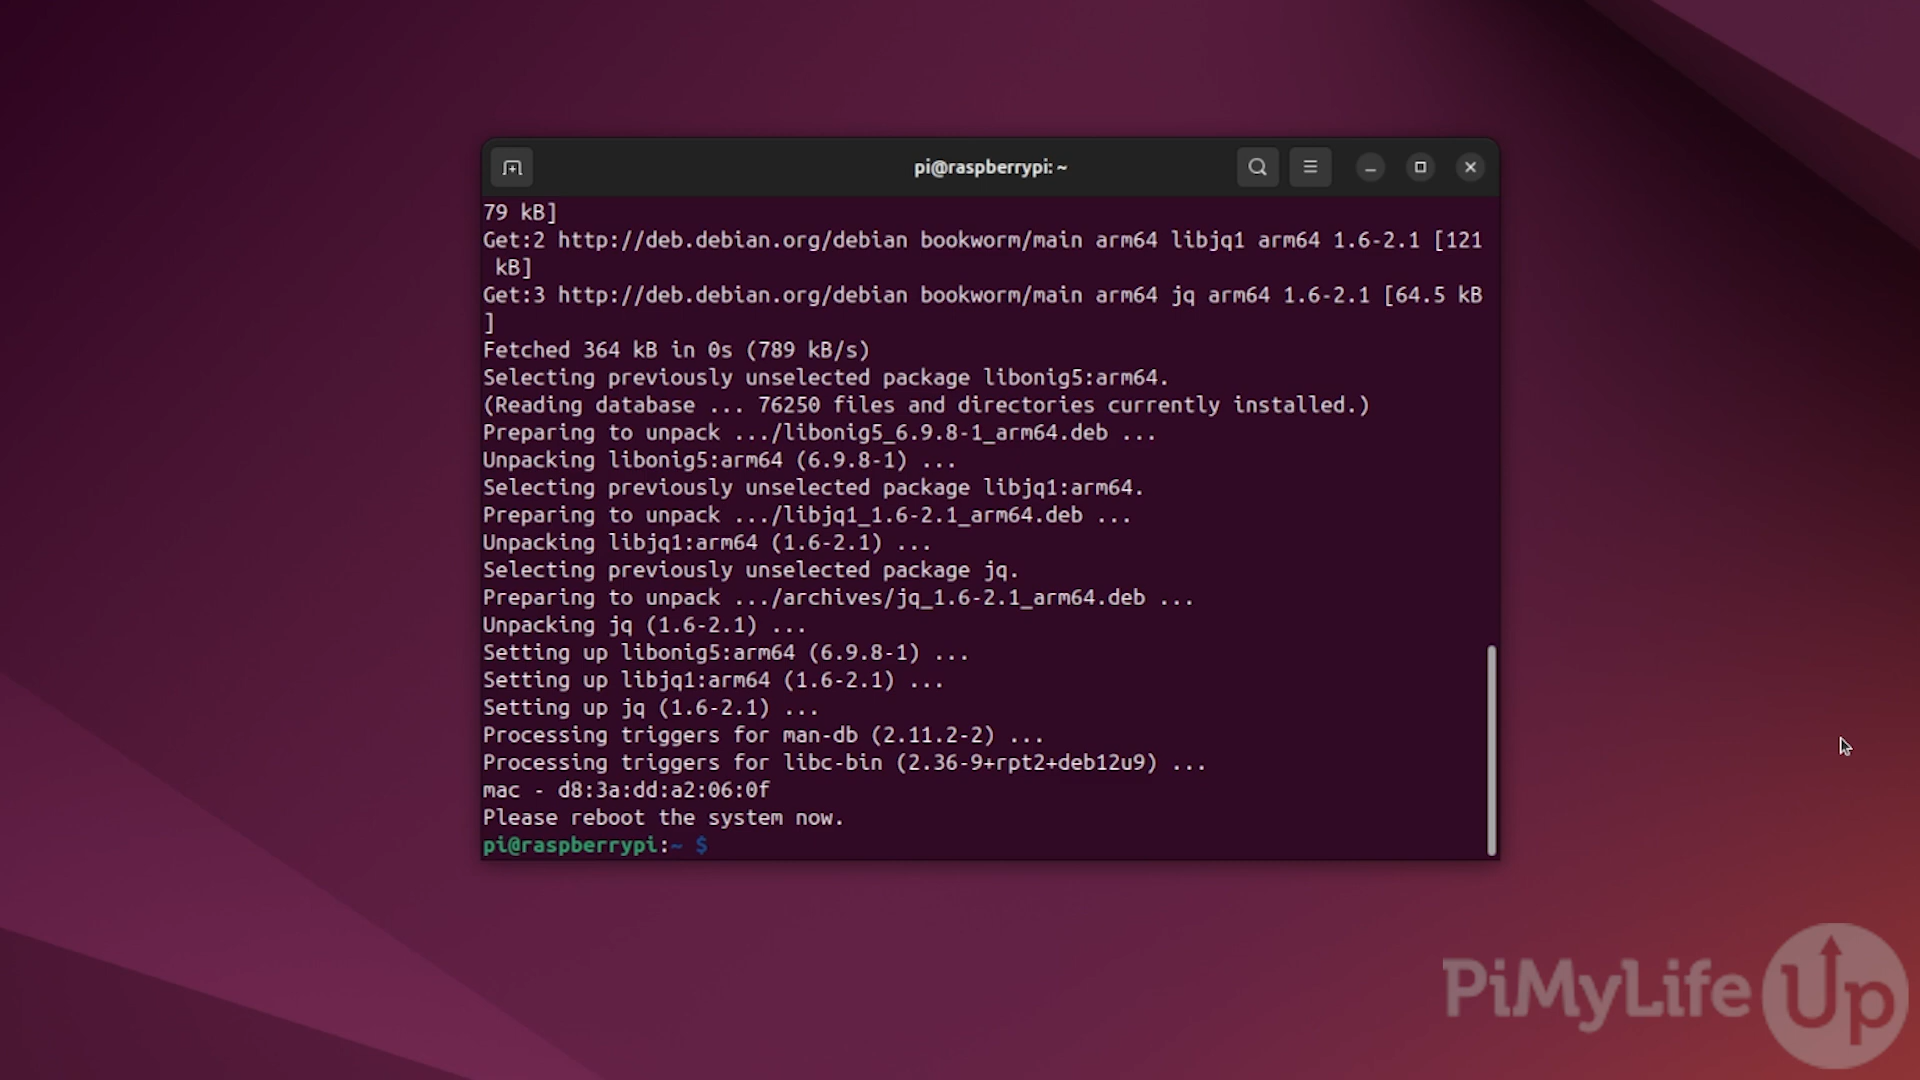 pi@raspberrypi: ~
79 kB]
Get:2 http://deb.debian.org/debian bookworm/main arm64 libjq1 arm64 1.6-2.1 [121
 kB]
Get:3 http://deb.debian.org/debian bookworm/main arm64 jq arm64 1.6-2.1 [64.5 kB
]
Fetched 364 kB in 0s (789 kB/s)
Selecting previously unselected package libonig5:arm64.
(Reading database ... 76250 files and directories currently installed.)
Preparing to unpack .../libonig5_6.9.8-1_arm64.deb ...
Unpacking libonig5:arm64 (6.9.8-1) ...
Selecting previously unselected package libjq1:arm64.
Preparing to unpack .../libjq1_1.6-2.1_arm64.deb ...
Unpacking libjq1:arm64 (1.6-2.1) ...
Selecting previously unselected package jq.
Preparing to unpack .../archives/jq_1.6-2.1_arm64.deb ...
Unpacking jq (1.6-2.1) ...
Setting up libonig5:arm64 (6.9.8-1) ...
Setting up libjq1:arm64 (1.6-2.1) ...
Setting up jq (1.6-2.1) ...
Processing triggers for man-db (2.11.2-2) ...
Processing triggers for libc-bin (2.36-9+rpt2+deb12u9) ...
mac - d8:3a:dd:a2:06:0f
Please reboot the system now.
pi@raspberrypi:~ $
PiMyLife Up